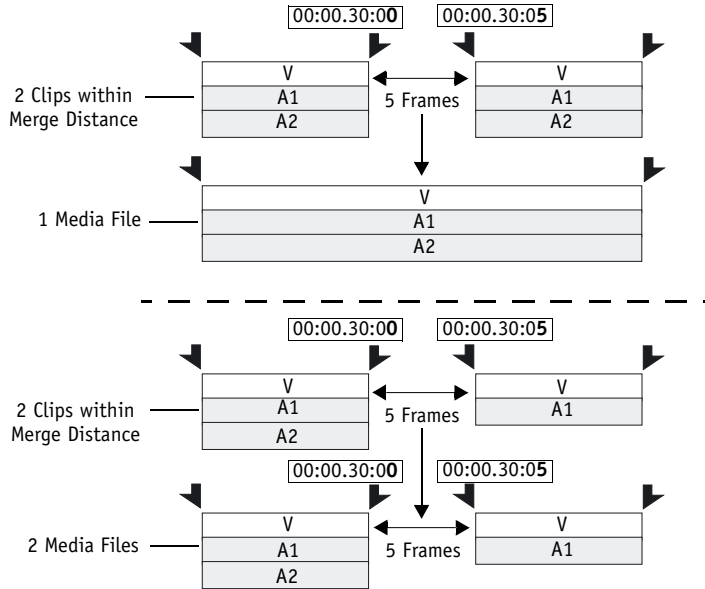 00:00.30:00 00:00.30:05
V V
2 Clips within
Merge Distance
A1 5 Frames A1
A2 A2
V
1 Media File A1
A2
00:00.30:00 00:00.30:05
V V
2 Clips within
Merge Distance
A1 5 Frames A1
A2
00:00.30:00 00:00.30:05
V V
2 Media Files A1 5 Frames A1
A2